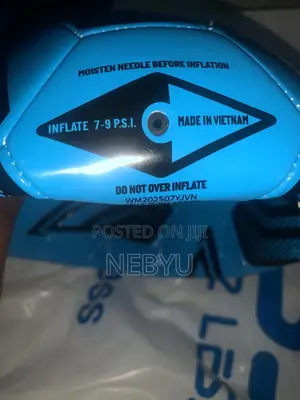 MOISTEN NEEDLE BEFORE INFLATION
INFLATE 7-9 P.S.I. MADE IN VIETNAM
DO NOT OVER INFLATE
WM202507VJVN
POSTED ON JIJI
NEBYU